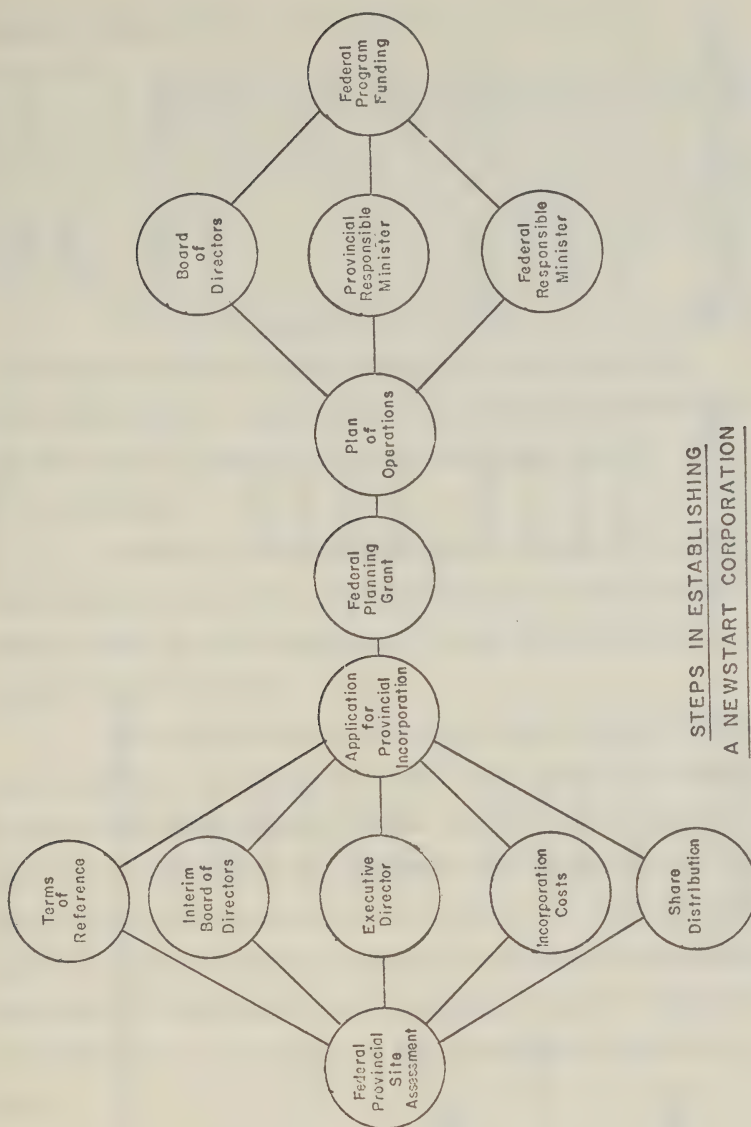 Federal
Provincial
Site
Assessment
Terms
of
Reference
Interim
Board of
Directors
Executive
Director
Incorporation
Costs
Share
Distribution
Application
for
Provincial
Incorporation
Federal
Planning
Grant
Plan
of
Operations
Board
of
Directors
Provincial
Responsible
Minister
Federal
Responsible
Minister
Federal
Program
Funding
STEPS IN ESTABLISHING
A NEWSTART CORPORATION